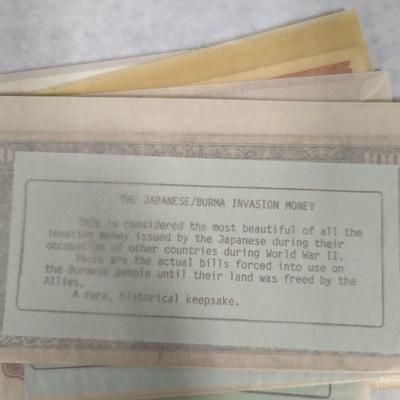 THE JAPANESE/BURMA INVASION MONEY
This is considered the most beautiful of all the
invasion money issued by the Japanese during their
occupation of other countries during World War II.
These are the actual bills forced into use on
the Burmese people until their land was freed by the
Allies.
A rare, historical keepsake.